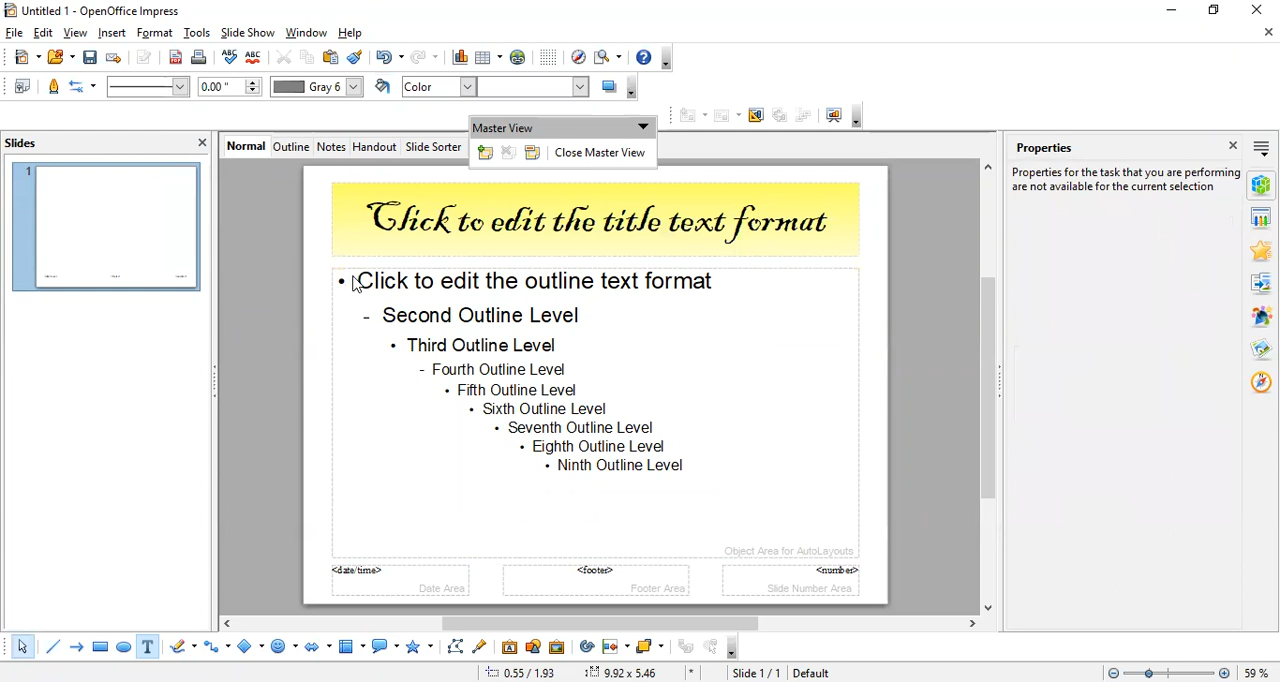 Untitled 1 - OpenOffice Impress
File Edit View Insert Format Tools Slide Show Window Help
0.00 " Gray 6 Color
Slides
Normal Outline Notes Handout Slide Sorter
Master View
Close Master View
Properties
Properties for the task that you are performing
are not available for the current selection
1
Click to edit the title text format
• Click to edit the outline text format
- Second Outline Level
• Third Outline Level
- Fourth Outline Level
• Fifth Outline Level
• Sixth Outline Level
• Seventh Outline Level
• Eighth Outline Level
• Ninth Outline Level
Object Area for AutoLayouts
<date/time> <footer> <number>
Date Area Footer Area Slide Number Area
0.55 / 1.93 9.92 x 5.46 * Slide 1 / 1 Default 59 %